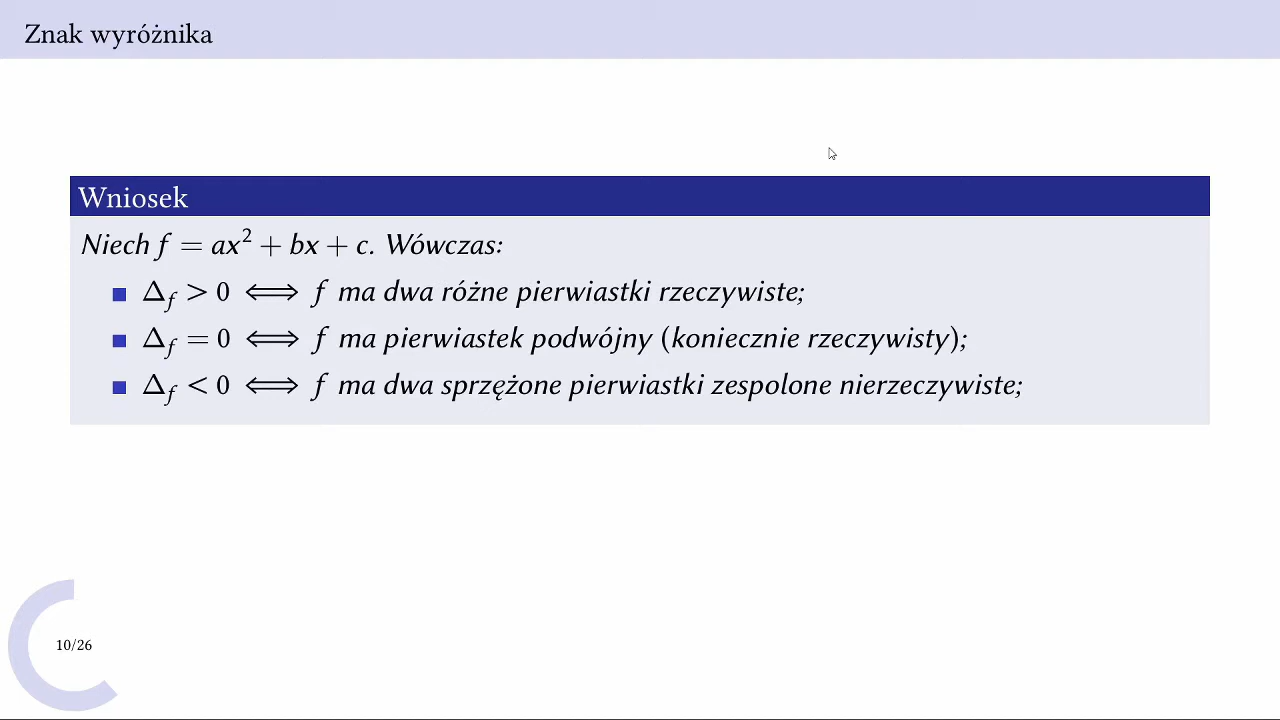 Znak wyróżnika
Wniosek
Niech f = ax² + bx + c. Wówczas:
■ Δ_f > 0 ⟺ f ma dwa różne pierwiastki rzeczywiste;
■ Δ_f = 0 ⟺ f ma pierwiastek podwójny (koniecznie rzeczywisty);
■ Δ_f < 0 ⟺ f ma dwa sprzężone pierwiastki zespolone nierzeczywiste;
10/26